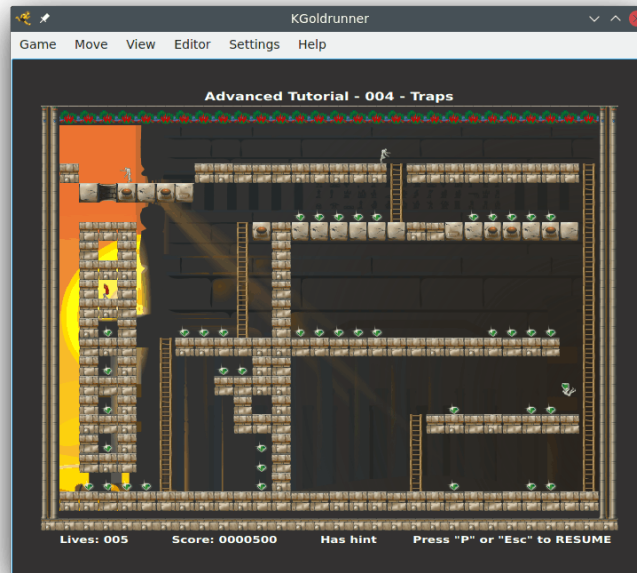 KGoldrunner
Game Move View Editor Settings Help
Advanced Tutorial - 004 - Traps
Lives: 005 Score: 0000500 Has hint Press "P" or "Esc" to RESUME